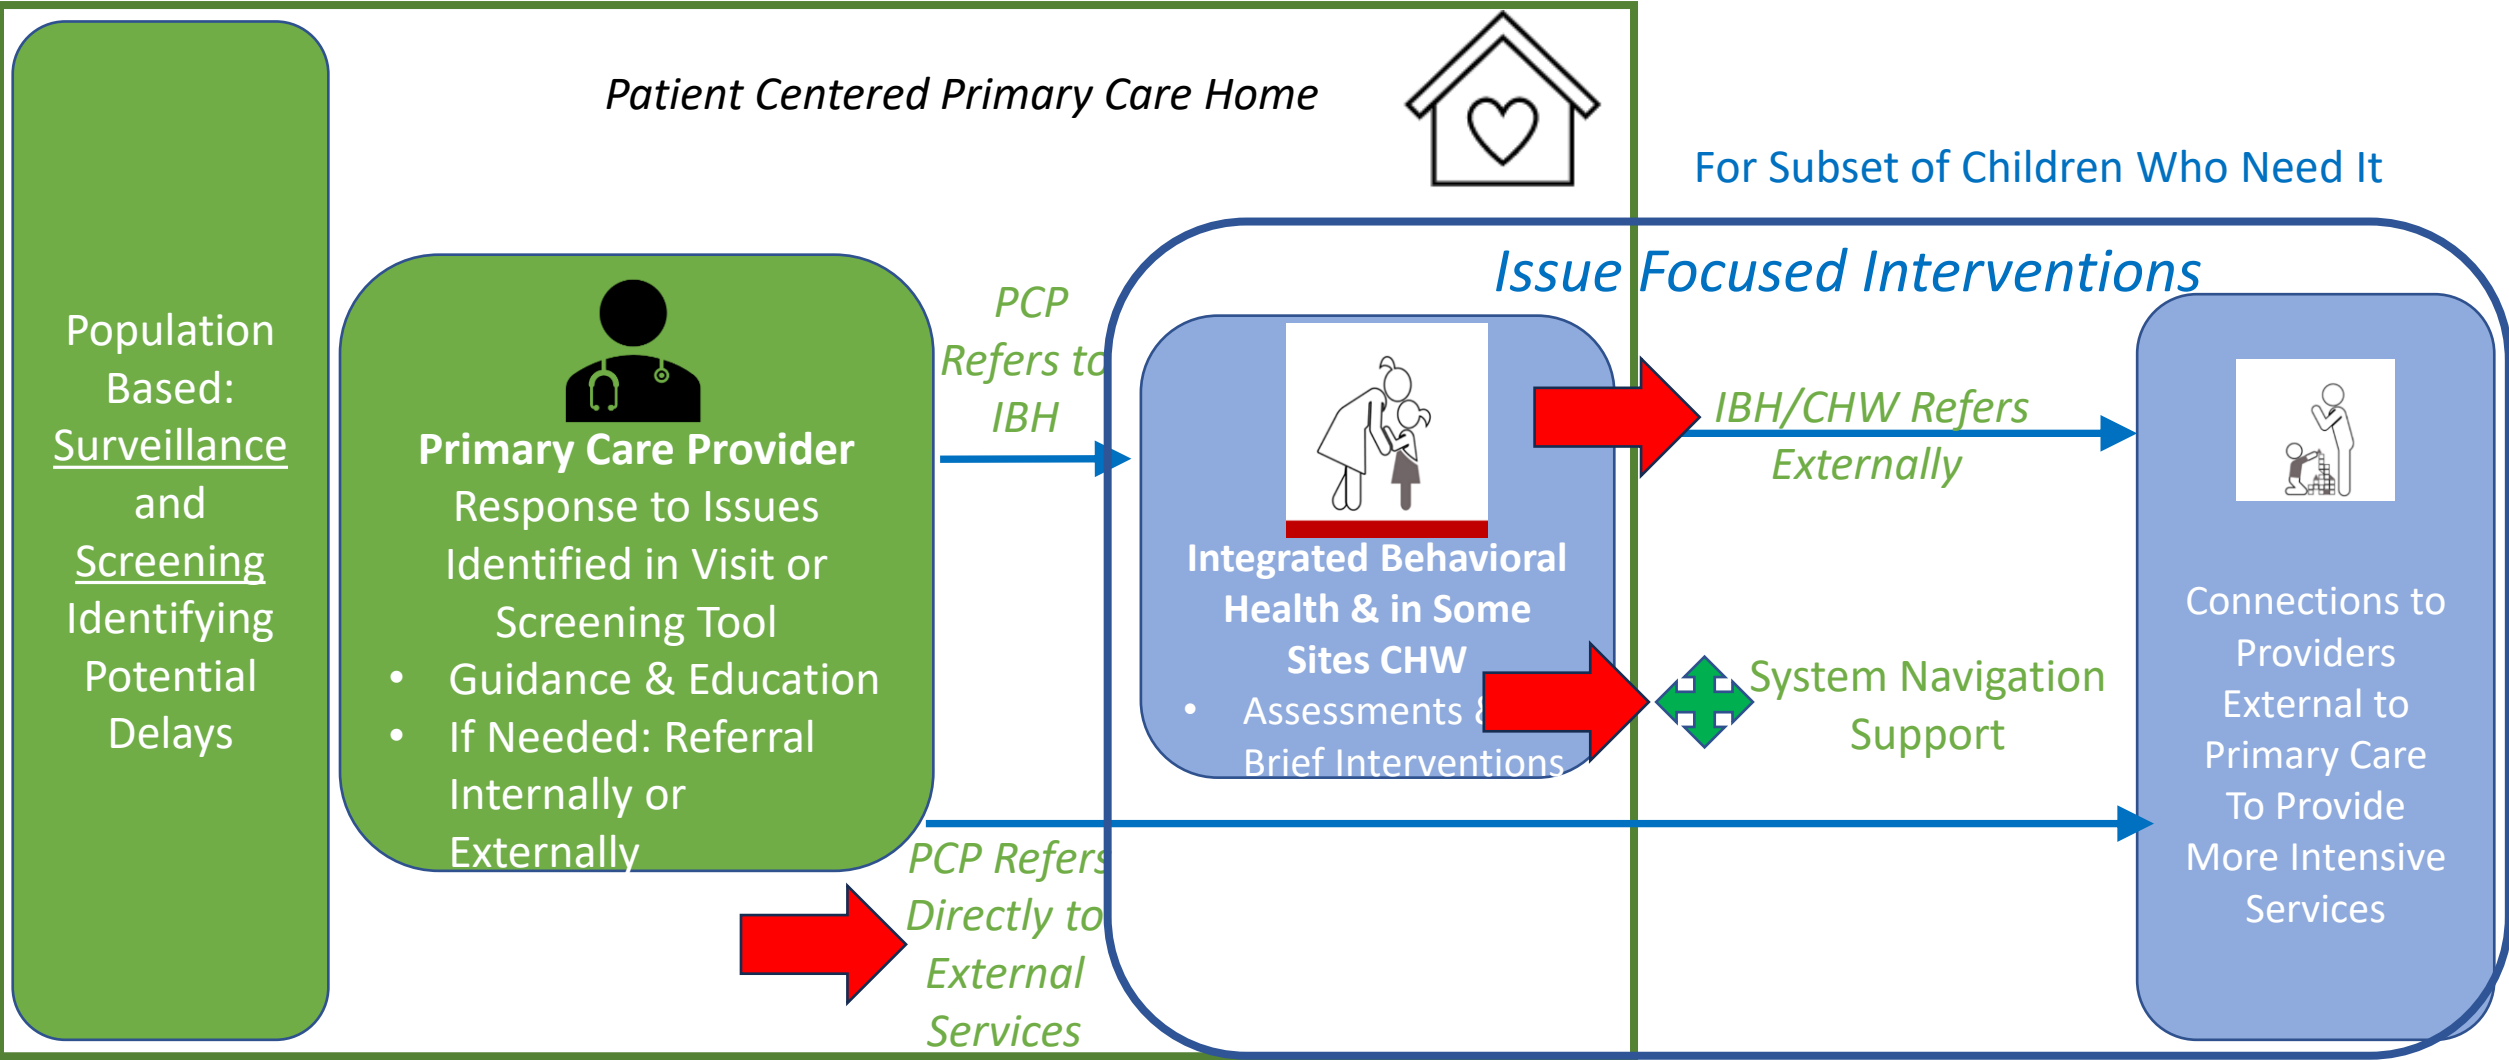 Patient Centered Primary Care Home
For Subset of Children Who Need It
Issue Focused Interventions
Population
Based:
Surveillance
and
Screening
Identifying
Potential
Delays
Primary Care Provider
Response to Issues
Identified in Visit or
Screening Tool
• Guidance & Education
• If Needed: Referral
Internally or
Externally
PCP
Refers to
IBH
Integrated Behavioral
Health & in Some
Sites CHW
• Assessments &
Brief Interventions
IBH/CHW Refers
Externally
System Navigation
Support
PCP Refers
Directly to
External
Services
Connections to
Providers
External to
Primary Care
To Provide
More Intensive
Services